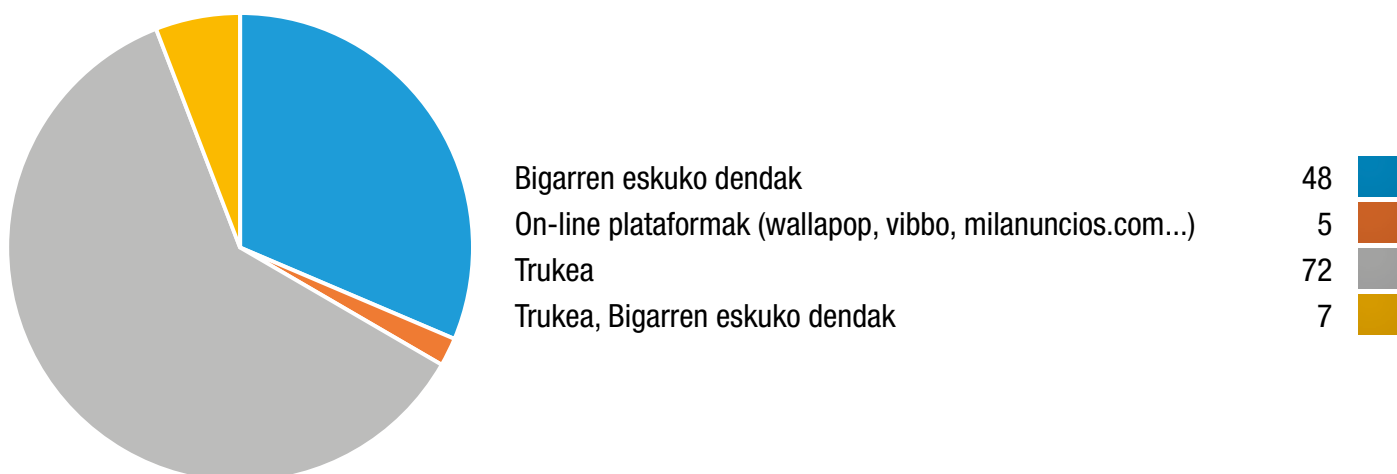 Bigarren eskuko dendak 48
On-line plataformak (wallapop, vibbo, milanuncios.com...) 5
Trukea 72
Trukea, Bigarren eskuko dendak 7